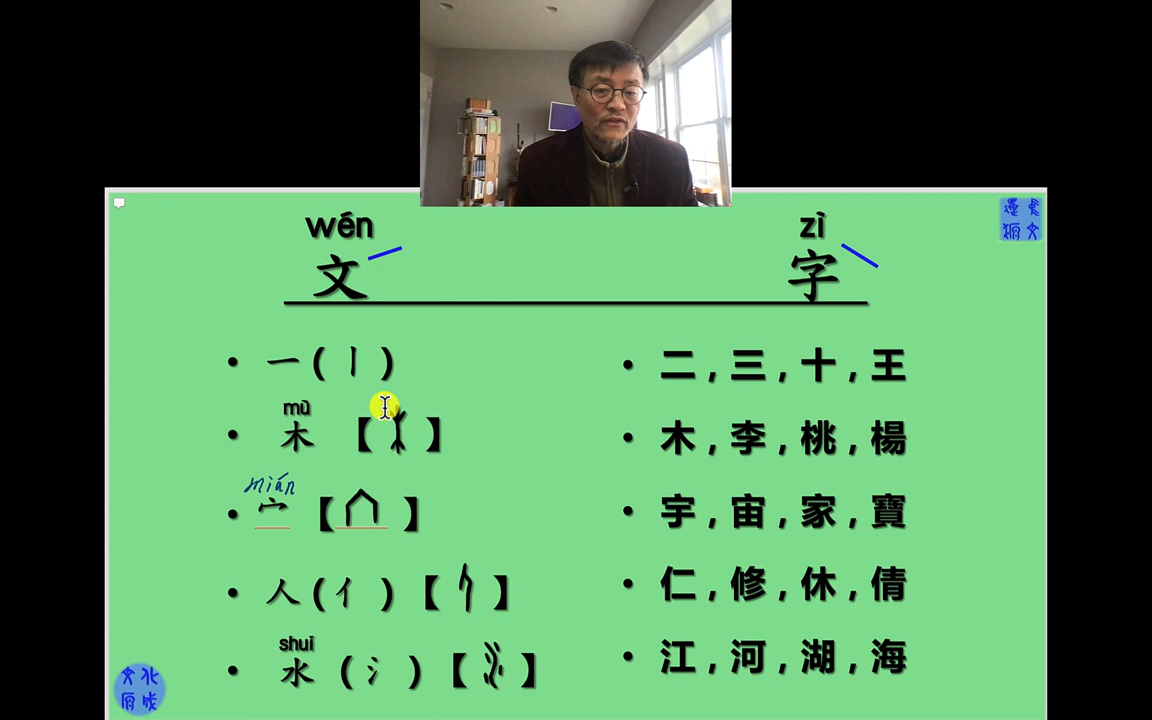 wén zì
文 字
• 一(丨) • 二,三,十,王
mù
• 木 【 】 • 木,李,桃,楊
mián
• 宀【 】 • 宇,宙,家,寶
• 人(亻)【 】 • 仁,修,休,倩
shuǐ
• 水(氵)【 】 • 江,河,湖,海